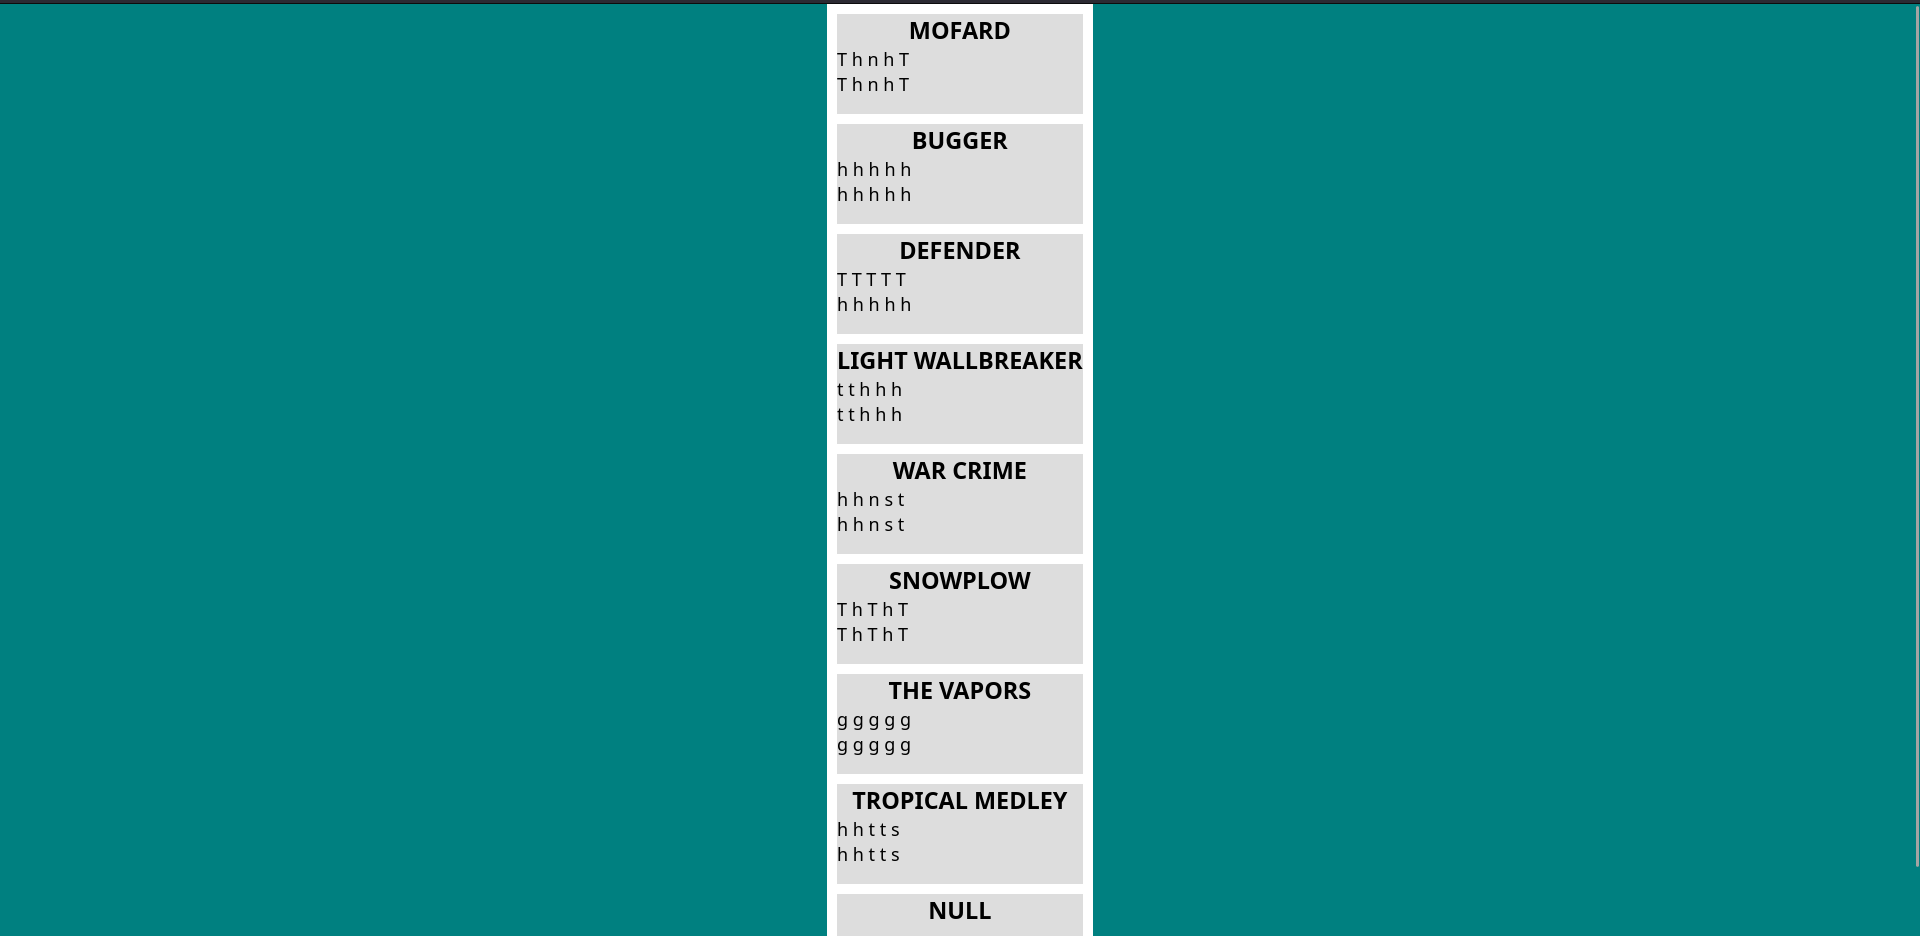 MOFARD
T h n h T
T h n h T
BUGGER
h h h h h
h h h h h
DEFENDER
T T T T T
h h h h h
LIGHT WALLBREAKER
t t h h h
t t h h h
WAR CRIME
h h n s t
h h n s t
SNOWPLOW
T h T h T
T h T h T
THE VAPORS
g g g g g
g g g g g
TROPICAL MEDLEY
h h t t s
h h t t s
NULL